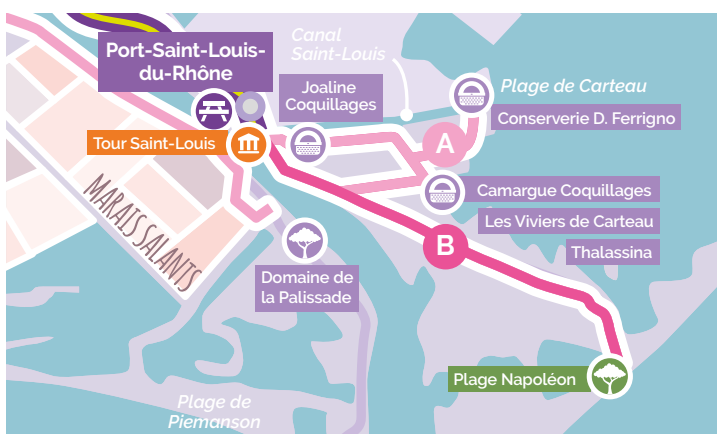 Port-Saint-Louis-
du-Rhône
Canal
Saint-Louis
Joaline
Coquillages
Plage de Carteau
Conserverie D. Ferrigno
Tour Saint-Louis
A
Camargue Coquillages
Les Viviers de Carteau
Thalassina
B
MARAIS SALANTS
Domaine de
la Palissade
Plage Napoléon
Plage de
Piemanson